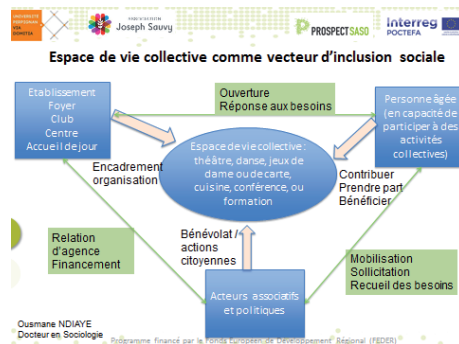 UNIVERSITÉ
PERPIGNAN
VIA
DOMITIA
Joseph Sauvy
PROSPECTSASO
Interreg
POCTEFA
Espace de vie collective comme vecteur d'inclusion sociale
Etablissement
Foyer
Club
Centre
Accueil de jour
Ouverture
Réponse aux besoins
Personne âgée
(en capacité de
participer à des
activités
collectives)
Espace de vie collective :
théâtre, danse, jeux de
dame ou de carte,
cuisine, conférence, ou
formation
Encadrement
organisation
Contribuer
Prendre part
Bénéficier
Relation
d'agence
Financement
Bénévolat /
actions
citoyennes
Mobilisation
Sollicitation
Recueil des besoins
Acteurs associatifs
et politiques
Ousmane NDIAYE
Docteur en Sociologie
Programme financé par le Fonds Européen de Développement Régional (FEDER)